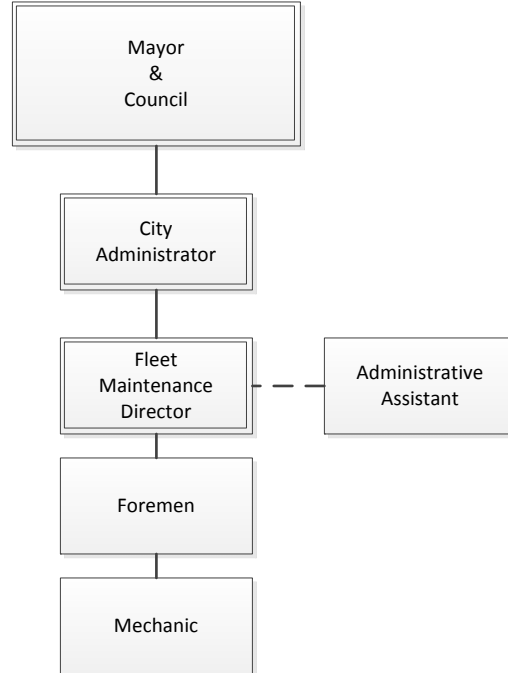 Mayor
&
Council
City
Administrator
Fleet
Maintenance
Director
Administrative
Assistant
Foremen
Mechanic